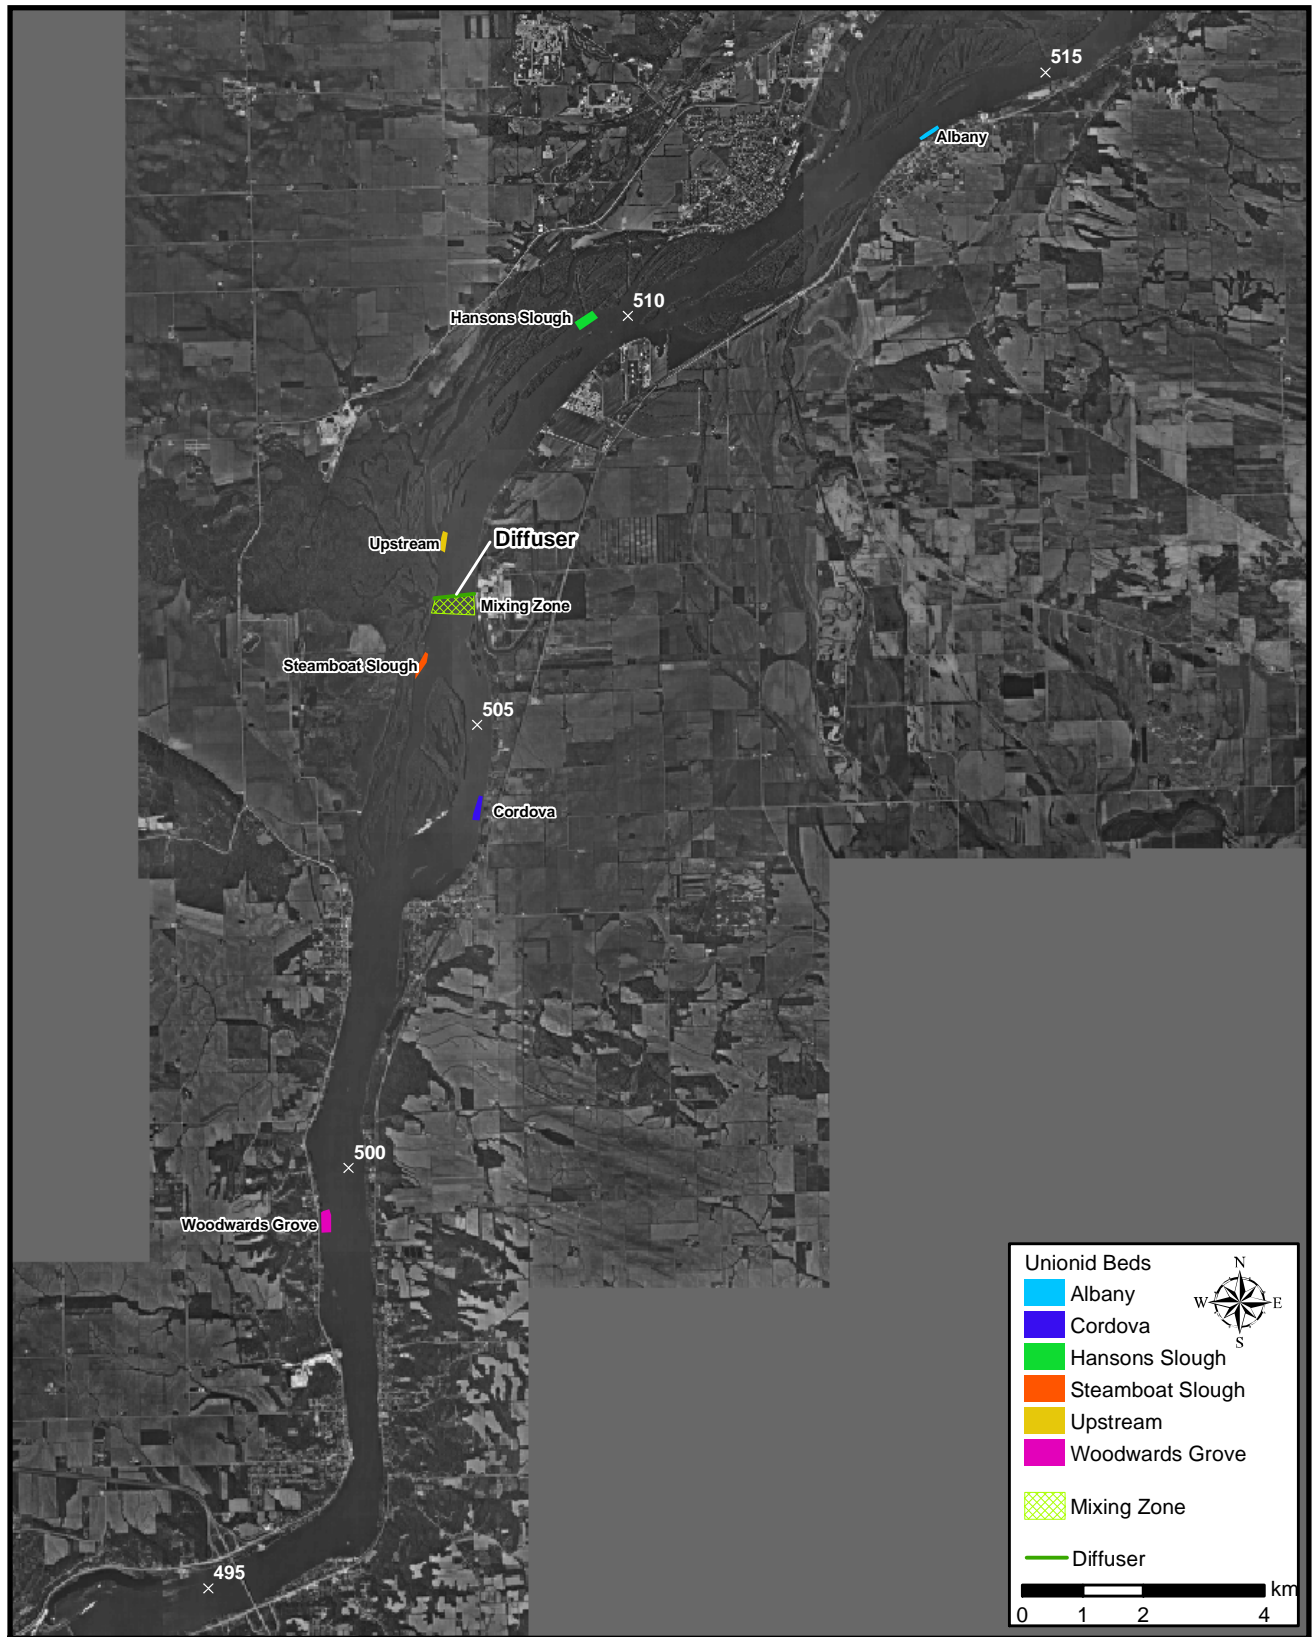 515
Albany
510
Hansons Slough
Upstream
Diffuser
Mixing Zone
Steamboat Slough
505
Cordova
500
Woodwards Grove
495
Unionid Beds
Albany
Cordova
Hansons Slough
Steamboat Slough
Upstream
Woodwards Grove
Mixing Zone
Diffuser
N
W E
S
km
0 1 2 4